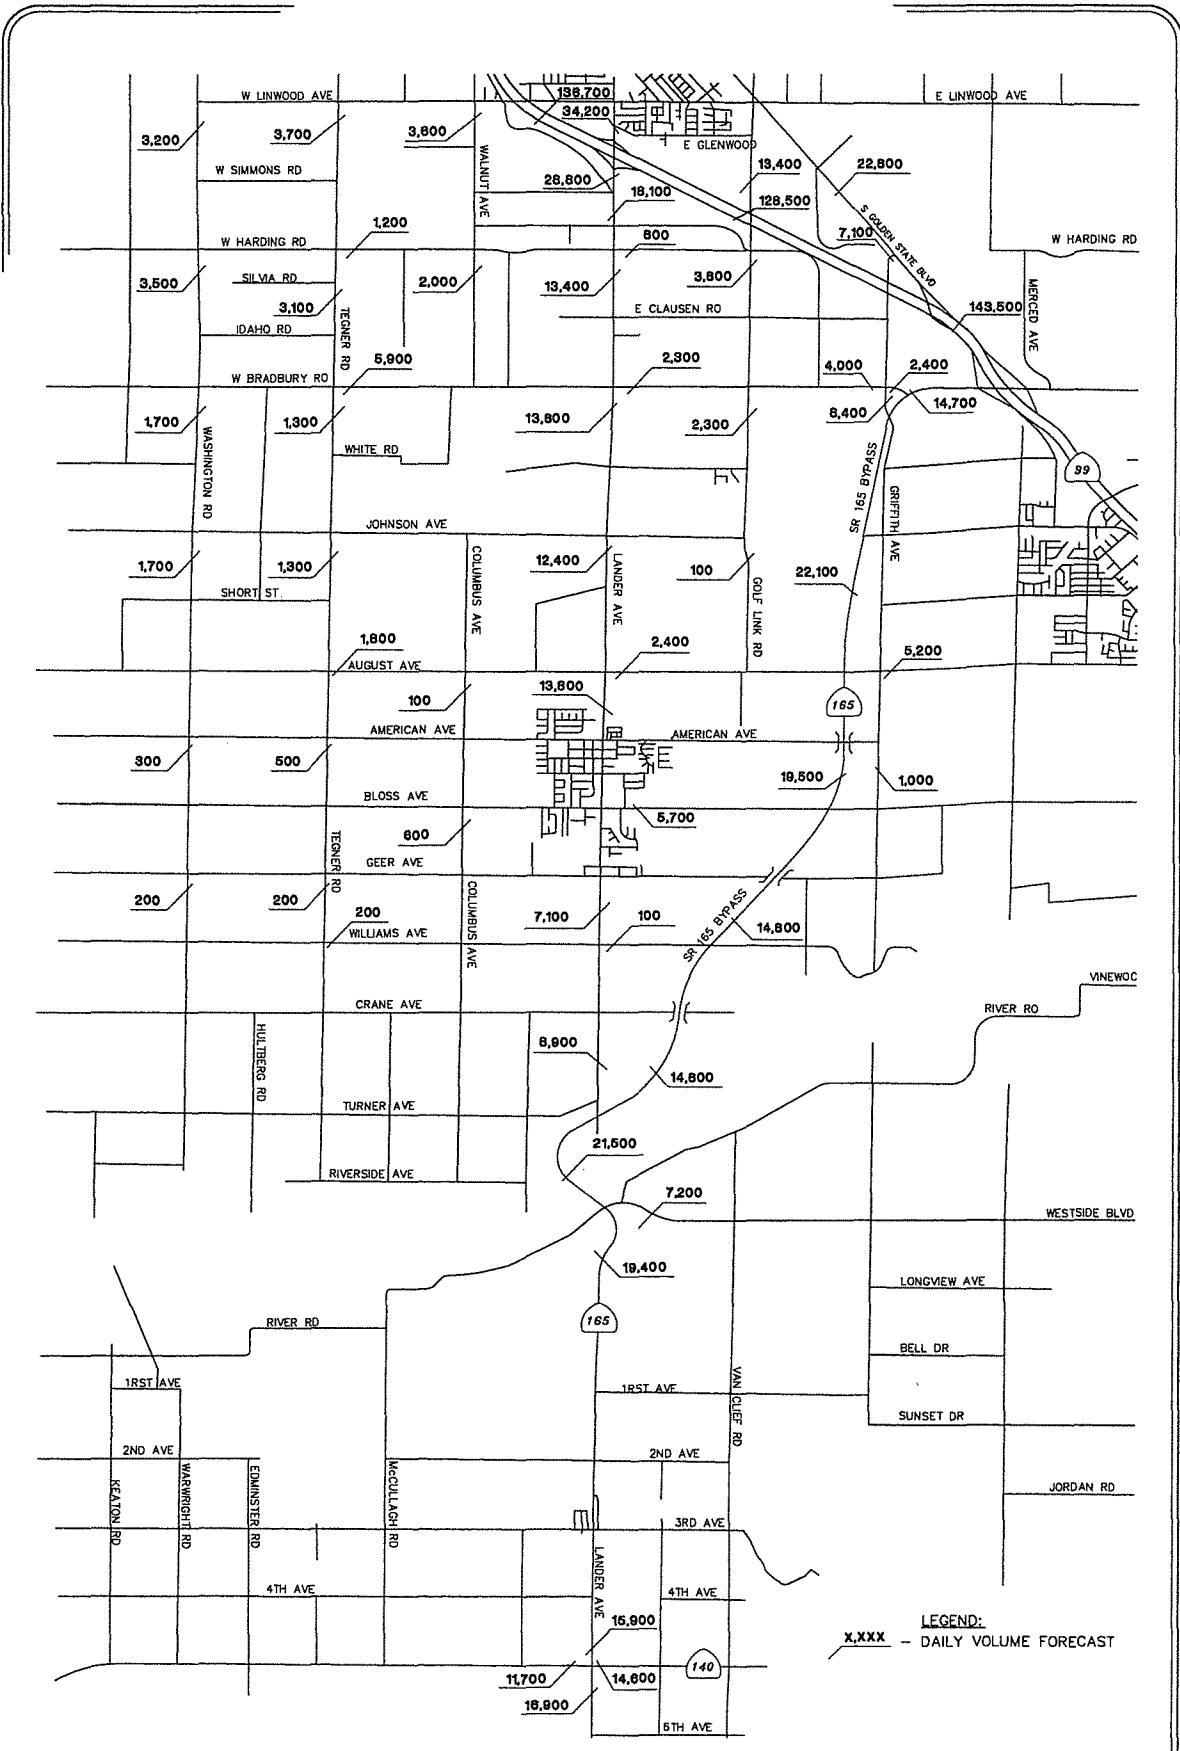 136,700
W LINWOOD AVE
E LINWOOD AVE
34,200
3,200
3,700
3,600
E GLENWOOD
WALNUT AVE
W SIMMONS RD
13,400
22,800
28,800
18,100
128,500
S GOLDEN STATE BLVD
1,200
600
7,100
W HARDING RD
W HARDING RD
3,500
SILVIA RD
2,000
13,400
3,800
MERCED AVE
3,100
TEGNER RD
E CLAUSEN RD
143,500
IDAHO RD
5,900
2,300
4,000
2,400
W BRADBURY RD
14,700
1,700
1,300
13,800
2,300
8,400
WASHINGTON RD
WHITE RD
SR 165 BYPASS
99
GRIFFITH AVE
JOHNSON AVE
COLUMBUS AVE
LANDER AVE
1,700
1,300
12,400
100
GOLF LINK RD
22,100
SHORT ST.
1,800
2,400
5,200
AUGUST AVE
100
13,800
165
AMERICAN AVE
AMERICAN AVE
300
500
19,500
1,000
BLOSS AVE
5,700
600
TEGNER RD
GEER AVE
COLUMBUS AVE
200
200
200
7,100
100
SR 165 BYPASS
14,800
WILLIAMS AVE
VINEWOC
CRANE AVE
RIVER RO
HULTBERG RD
8,900
14,800
TURNER AVE
21,500
RIVERSIDE AVE
7,200
WESTSIDE BLVD
19,400
LONGVIEW AVE
165
RIVER RD
BELL DR
1RST AVE
1RST AVE
VAN CLIEF RD
SUNSET DR
2ND AVE
2ND AVE
KEATON RD
WARWRIGHT RD
EDMINSTER RD
McCULLAGH RD
JORDAN RD
3RD AVE
LANDER AVE
4TH AVE
4TH AVE
15,900
LEGEND:
X,XXX – DAILY VOLUME FORECAST
140
11,700
14,600
16,900
5TH AVE